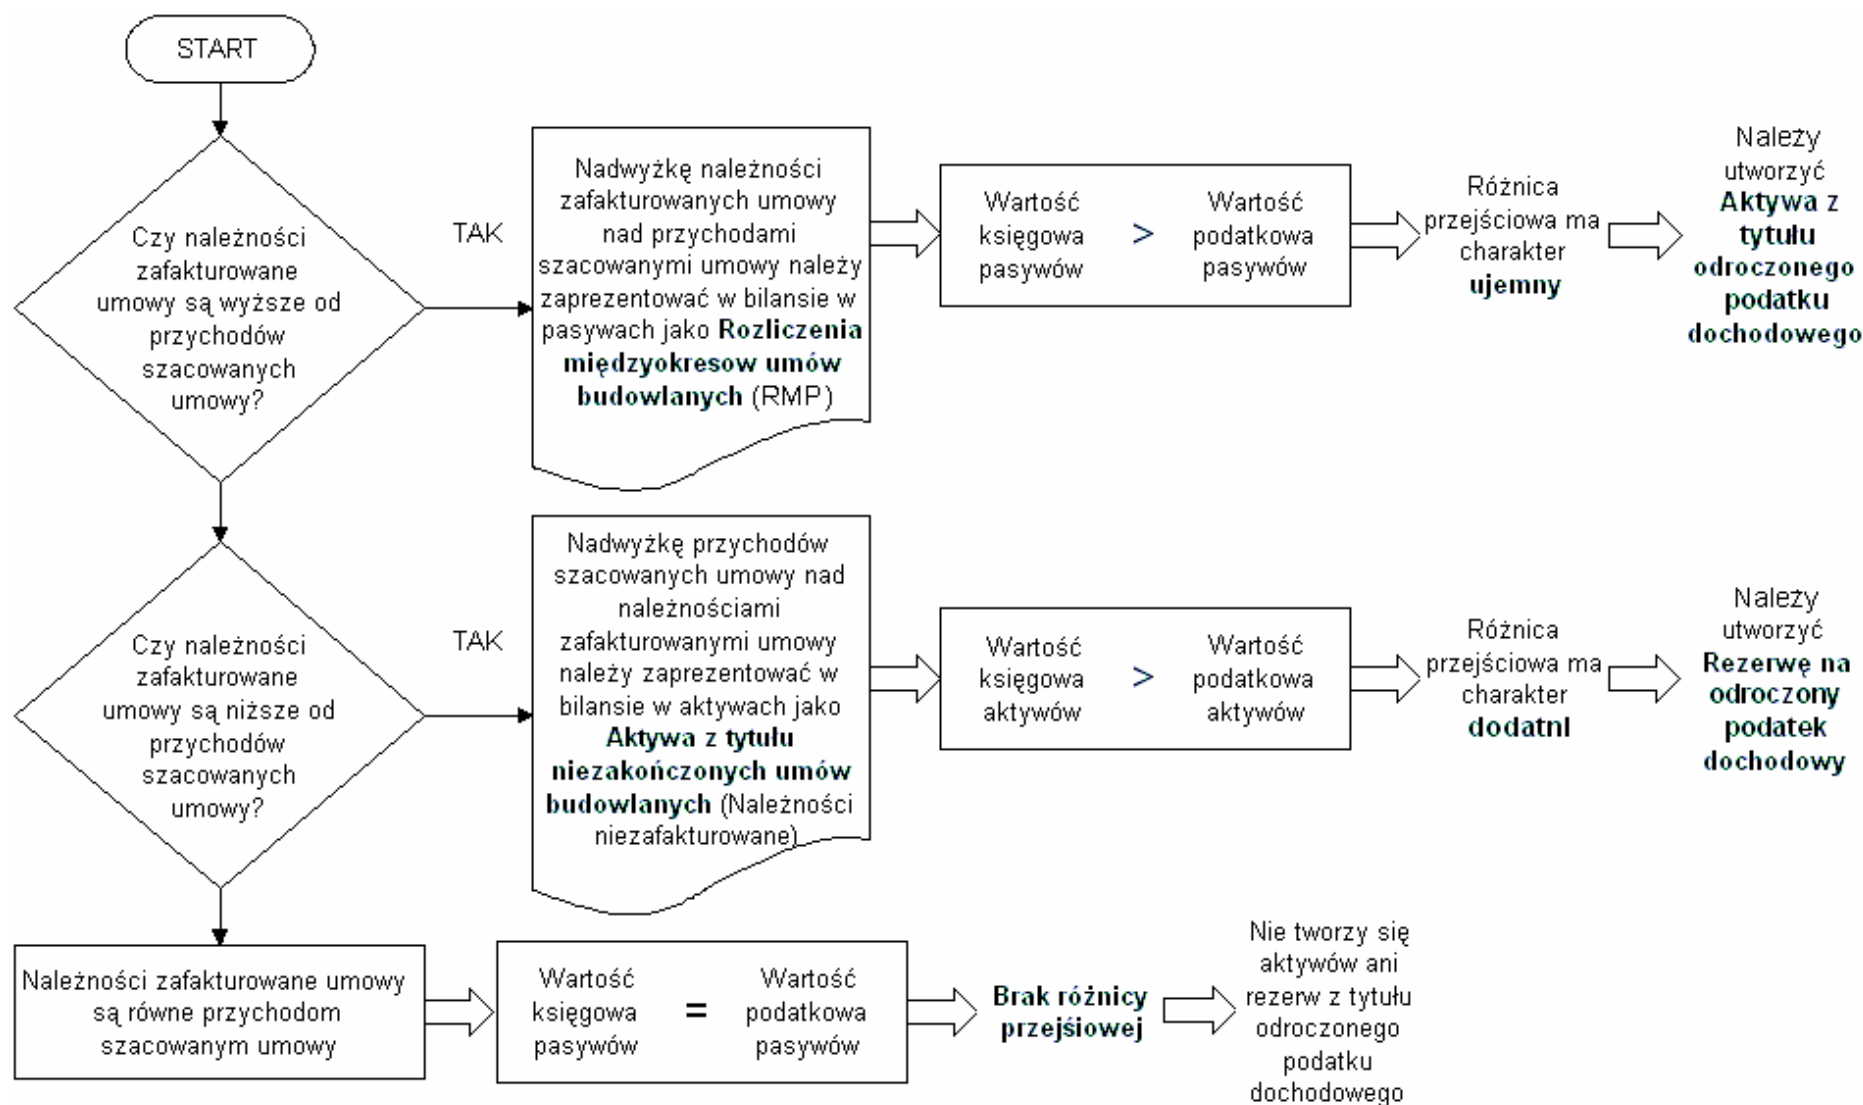 START
Czy należności
zafakturowane
umowy są wyższe od
przychodów
szacowanych
umowy?
TAK
Nadwyżkę należności
zafakturowanych umowy
nad przychodami
szacowanymi umowy należy
zaprezentować w bilansie w
pasywach jako Rozliczenia
międzyokresow umów
budowlanych (RMP)
Wartość
księgowa
pasywów
>
Wartość
podatkowa
pasywów
Różnica
przejściowa ma
charakter
ujemny
Należy
utworzyć
Aktywa z
tytułu
odroczonego
podatku
dochodowego
Czy należności
zafakturowane
umowy są niższe od
przychodów
szacowanych
umowy?
TAK
Nadwyżkę przychodów
szacowanych umowy nad
należnościami
zafakturowanymi umowy
należy zaprezentować w
bilansie w aktywach jako
Aktywa z tytułu
niezakończonych umów
budowlanych (Należności
niezafakturowane)
Wartość
księgowa
aktywów
>
Wartość
podatkowa
aktywów
Różnica
przejściowa ma
charakter
dodatnI
Należy
utworzyć
Rezerwę na
odroczony
podatek
dochodowy
Należności zafakturowane umowy
są równe przychodom
szacowanym umowy
Wartość
księgowa
pasywów
=
Wartość
podatkowa
pasywów
Brak różnicy
przejśiowej
Nie tworzy się
aktywów ani
rezerw z tytułu
odroczonego
podatku
dochodowego